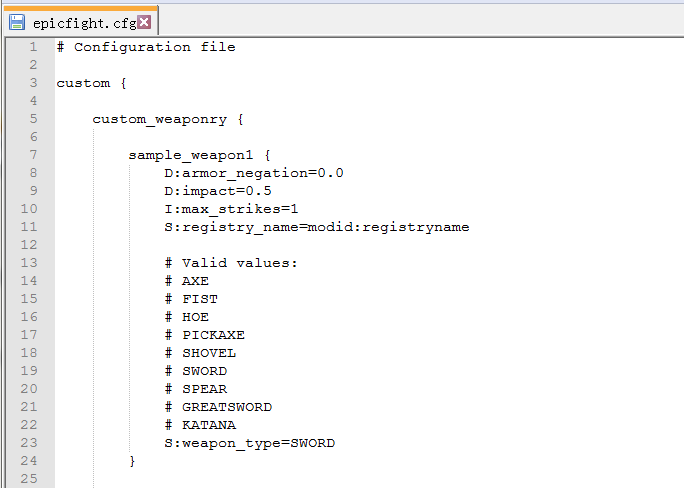 epicfight.cfg
1 # Configuration file
2
3 custom {
4
5 custom_weaponry {
6
7 sample_weapon1 {
8 D:armor_negation=0.0
9 D:impact=0.5
10 I:max_strikes=1
11 S:registry_name=modid:registryname
12
13 # Valid values:
14 # AXE
15 # FIST
16 # HOE
17 # PICKAXE
18 # SHOVEL
19 # SWORD
20 # SPEAR
21 # GREATSWORD
22 # KATANA
23 S:weapon_type=SWORD
24 }
25